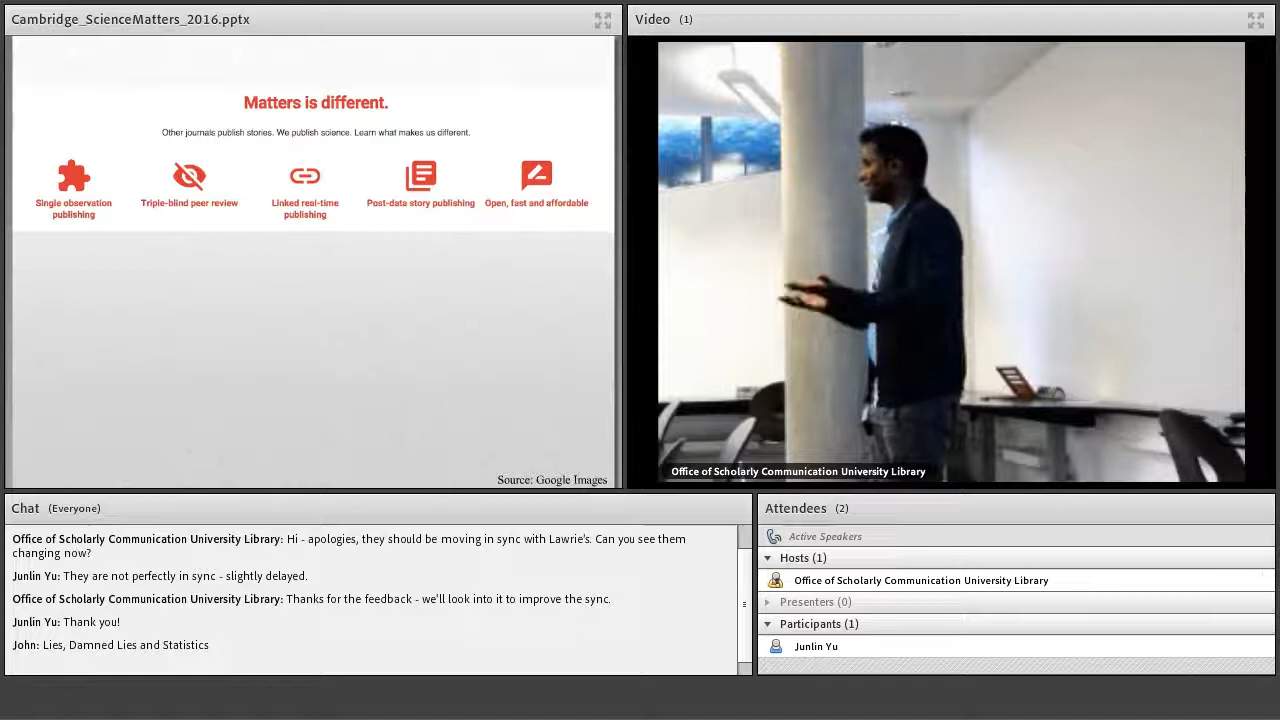 Cambridge_ScienceMatters_2016.pptx
Matters is different.
Other journals publish stories. We publish science. Learn what makes us different.
Single observation
publishing
Triple-blind peer review
Linked real-time
publishing
Post-data story publishing
Open, fast and affordable
Source: Google Images
Video (1)
Office of Scholarly Communication University Library
Chat (Everyone)
Office of Scholarly Communication University Library: Hi - apologies, they should be moving in sync with Lawrie's. Can you see them
changing now?
Junlin Yu: They are not perfectly in sync - slightly delayed.
Office of Scholarly Communication University Library: Thanks for the feedback - we'll look into it to improve the sync.
Junlin Yu: Thank you!
John: Lies, Damned Lies and Statistics
Attendees (2)
Active Speakers
Hosts (1)
Office of Scholarly Communication University Library
Presenters (0)
Participants (1)
Junlin Yu